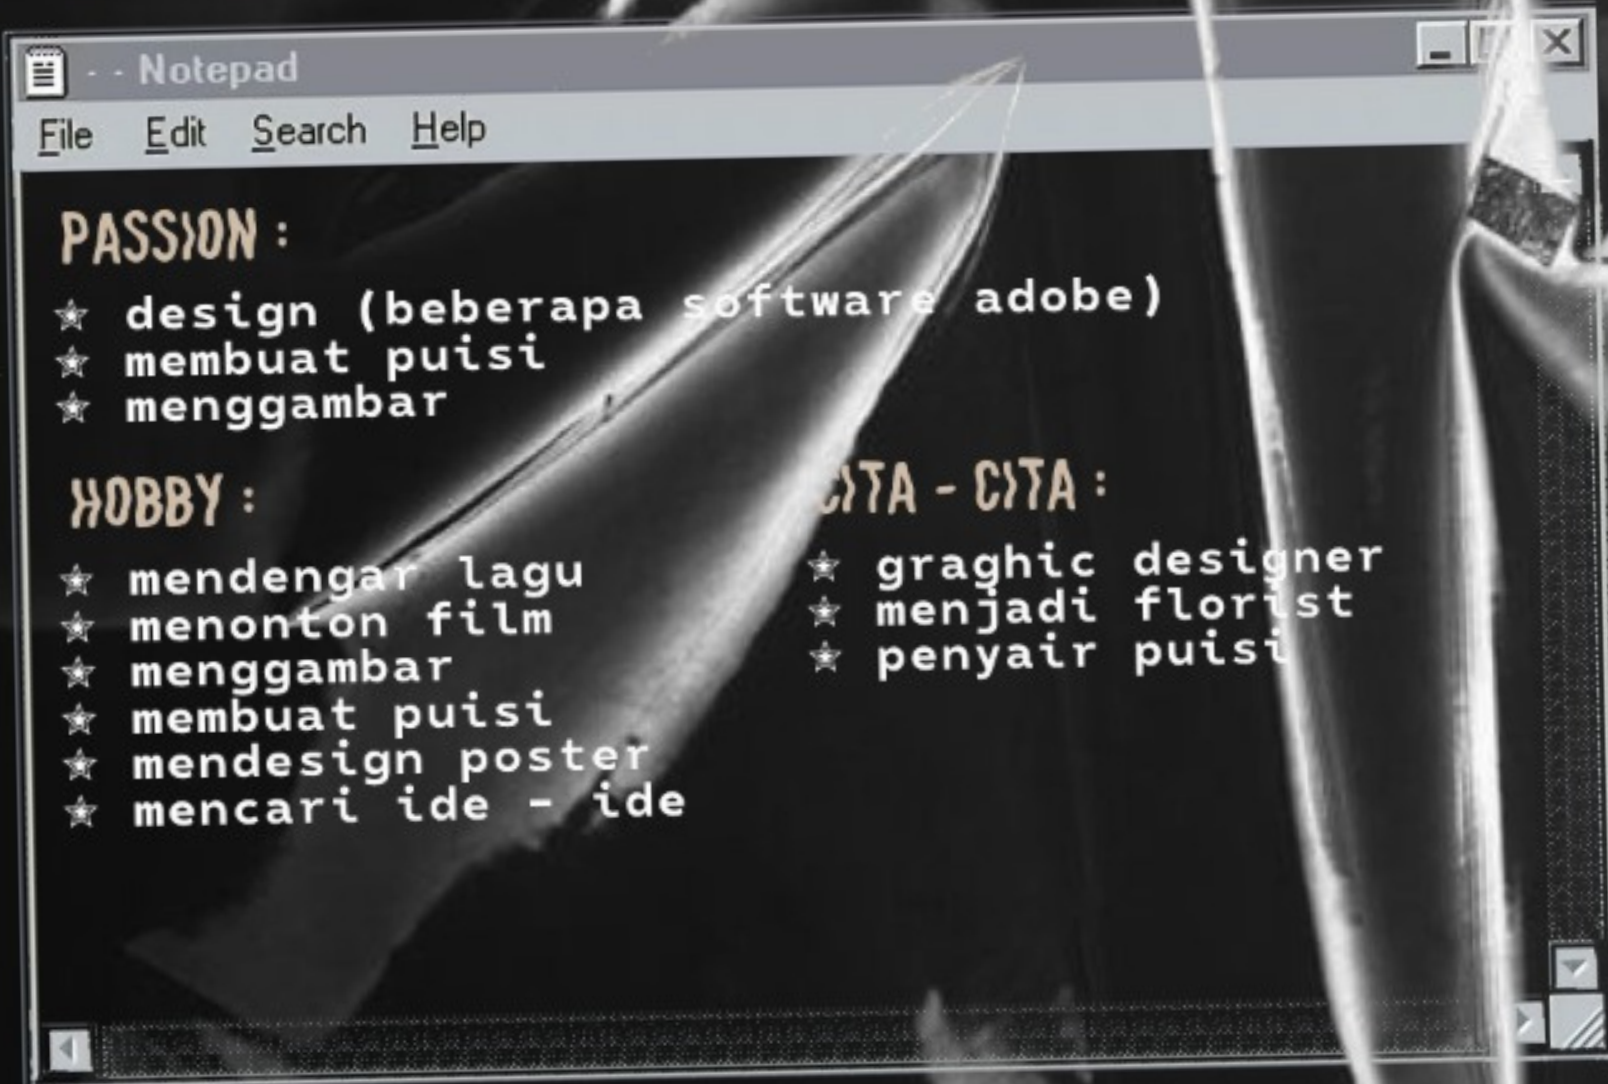 - - Notepad
File Edit Search Help
PASSION :
design (beberapa software adobe)
membuat puisi
menggambar
HOBBY :
mendengar lagu
menonton film
menggambar
membuat puisi
mendesign poster
mencari ide - ide
CITA - CITA :
graghic designer
menjadi florist
penyair puisi